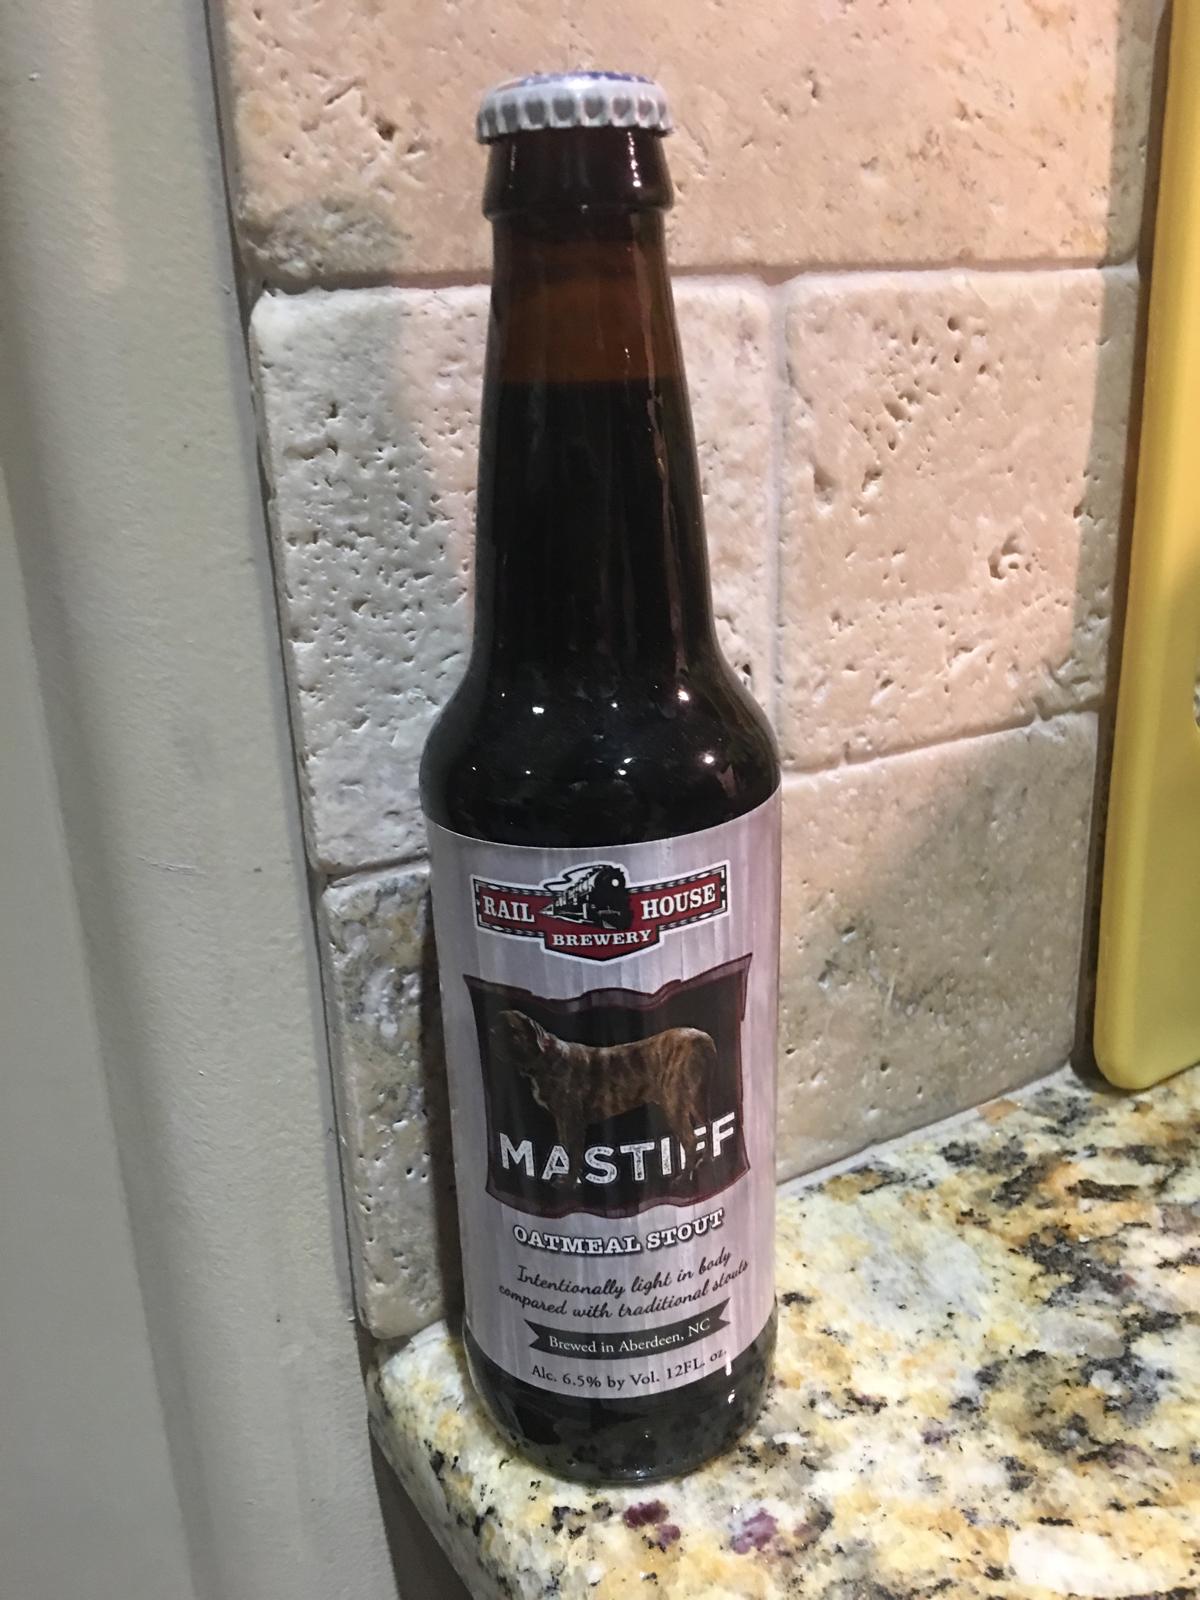 RAIL HOUSE
BREWERY
MASTIFF
OATMEAL STOUT
Intentionally light in body
compared with traditional stouts
Brewed in Aberdeen, NC
Alc. 6.5% by Vol. 12FL. oz.